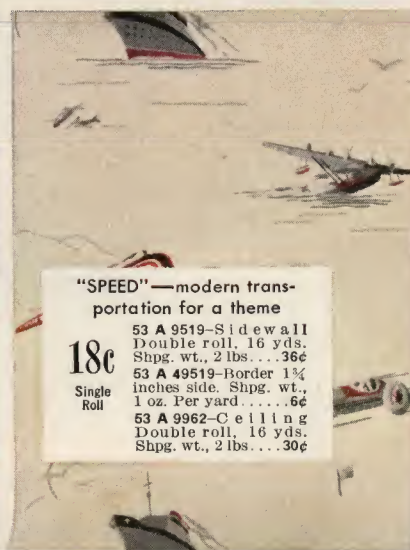 "SPEED"—modern trans-
portation for a theme
18¢
Single
Roll
53 A 9519–Sidewall
Double roll, 16 yds.
Shpg. wt., 2 lbs....36¢
53 A 49519–Border 1¾
inches side. Shpg. wt.,
1 oz. Per yard......6¢
53 A 9962–Ceiling
Double roll, 16 yds.
Shpg. wt., 2 lbs....30¢